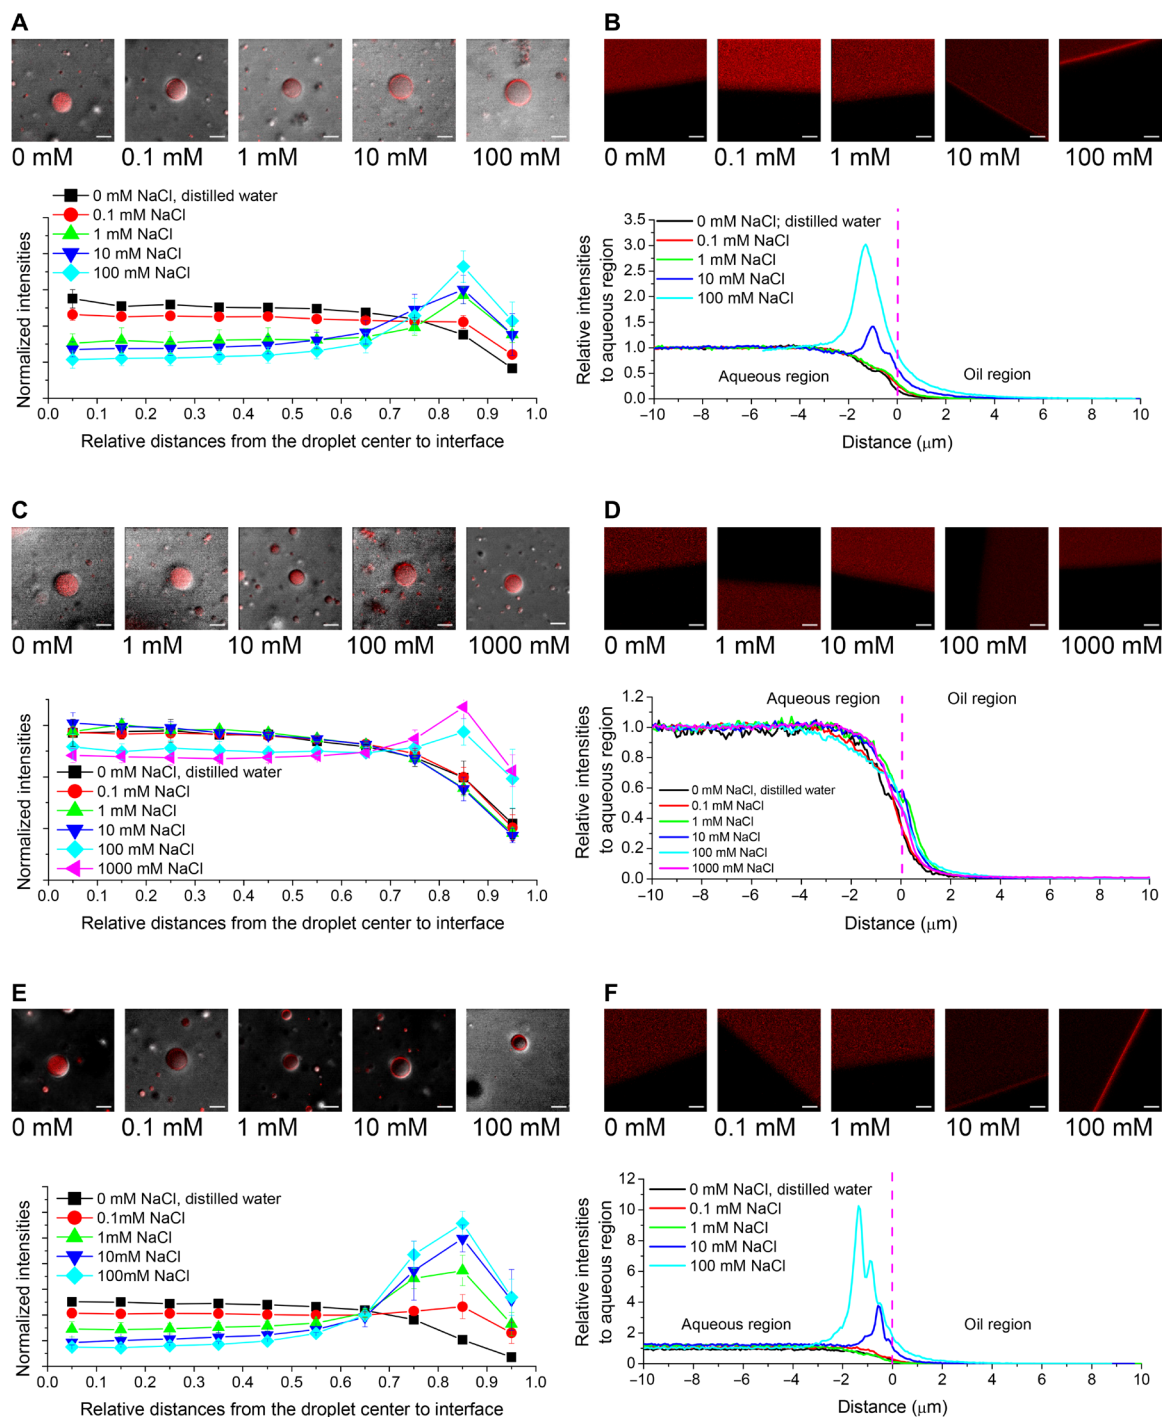 A
0 mM 0.1 mM 1 mM 10 mM 100 mM
0 mM NaCl, distilled water
0.1 mM NaCl
1 mM NaCl
10 mM NaCl
100 mM NaCl
Normalized intensities
0.0 0.1 0.2 0.3 0.4 0.5 0.6 0.7 0.8 0.9 1.0
Relative distances from the droplet center to interface
B
0 mM 0.1 mM 1 mM 10 mM 100 mM
0 mM NaCl; distilled water
0.1 mM NaCl
1 mM NaCl
10 mM NaCl
100 mM NaCl
Relative intensities
to aqueous region
3.5
3.0
2.5
2.0
1.5
1.0
0.5
0.0
Aqueous region Oil region
−10 −8 −6 −4 −2 0 2 4 6 8 10
Distance (μm)
C
0 mM 1 mM 10 mM 100 mM 1000 mM
0 mM NaCl, distilled water
0.1 mM NaCl
1 mM NaCl
10 mM NaCl
100 mM NaCl
1000 mM NaCl
Normalized intensities
0.0 0.1 0.2 0.3 0.4 0.5 0.6 0.7 0.8 0.9 1.0
Relative distances from the droplet center to interface
D
0 mM 1 mM 10 mM 100 mM 1000 mM
Aqueous region Oil region
0 mM NaCl, distilled water
0.1 mM NaCl
1 mM NaCl
10 mM NaCl
100 mM NaCl
1000 mM NaCl
Relative intensities
to aqueous region
1.2
1.0
0.8
0.6
0.4
0.2
0.0
−10 −8 −6 −4 −2 0 2 4 6 8 10
Distance (μm)
E
0 mM 0.1 mM 1 mM 10 mM 100 mM
0 mM NaCl, distilled water
0.1mM NaCl
1mM NaCl
10mM NaCl
100mM NaCl
Normalized intensities
0.0 0.1 0.2 0.3 0.4 0.5 0.6 0.7 0.8 0.9 1.0
Relative distances from the droplet center to interface
F
0 mM 0.1 mM 1 mM 10 mM 100 mM
0 mM NaCl, distilled water
0.1 mM NaCl
1 mM NaCl
10 mM NaCl
100 mM NaCl
Relative intensities
to aqueous region
12
10
8
6
4
2
0
Aqueous region Oil region
−10 −8 −6 −4 −2 0 2 4 6 8 10
Distance (μm)